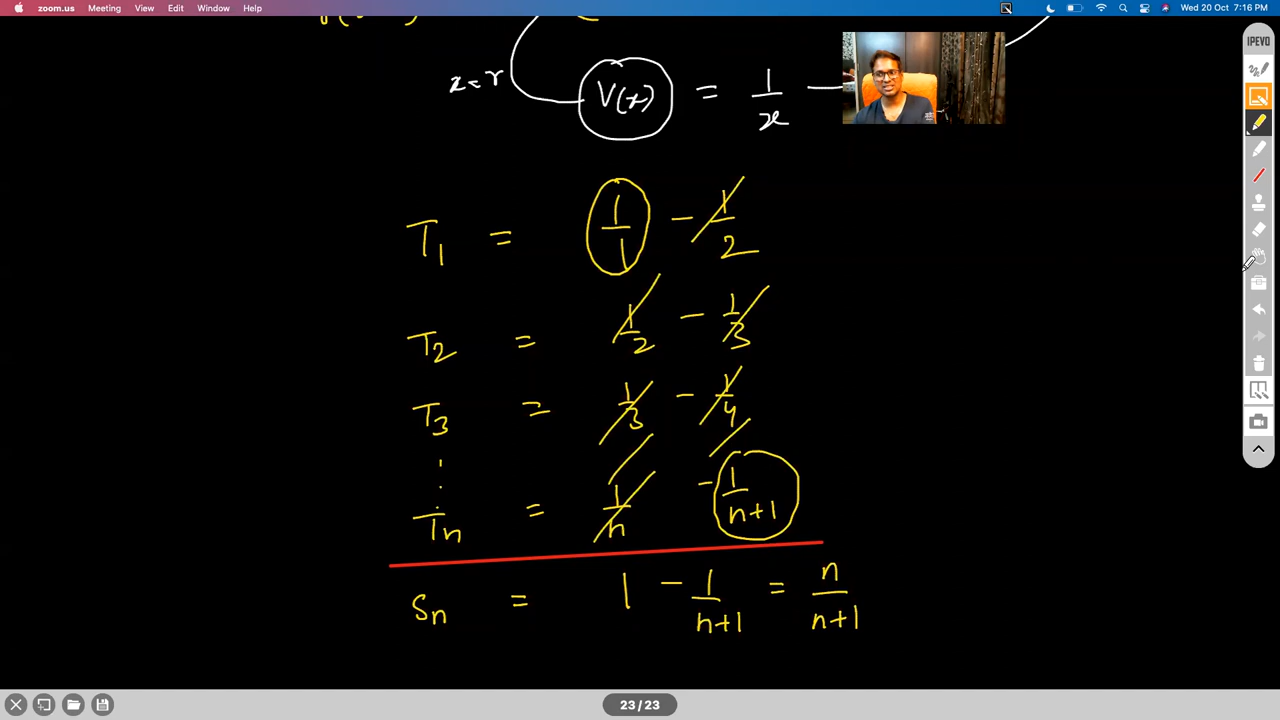 zoom.us Meeting View Edit Window Help Wed 20 Oct 7:16 PM
IPEVO
x=r V(r) = 1/x −
T₁ = 1/1 − 1/2
T₂ = 1/2 − 1/3
T₃ = 1/3 − 1/4
⋮
Tₙ = 1/n − 1/n+1
Sₙ = 1 − 1/n+1 = n/n+1
23/23